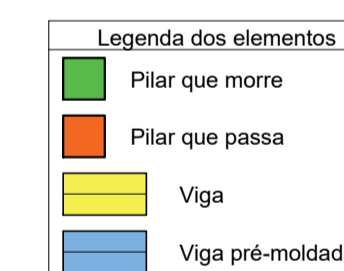 Legenda dos elementos
Pilar que morre
Pilar que passa
Viga
Viga pré-moldad